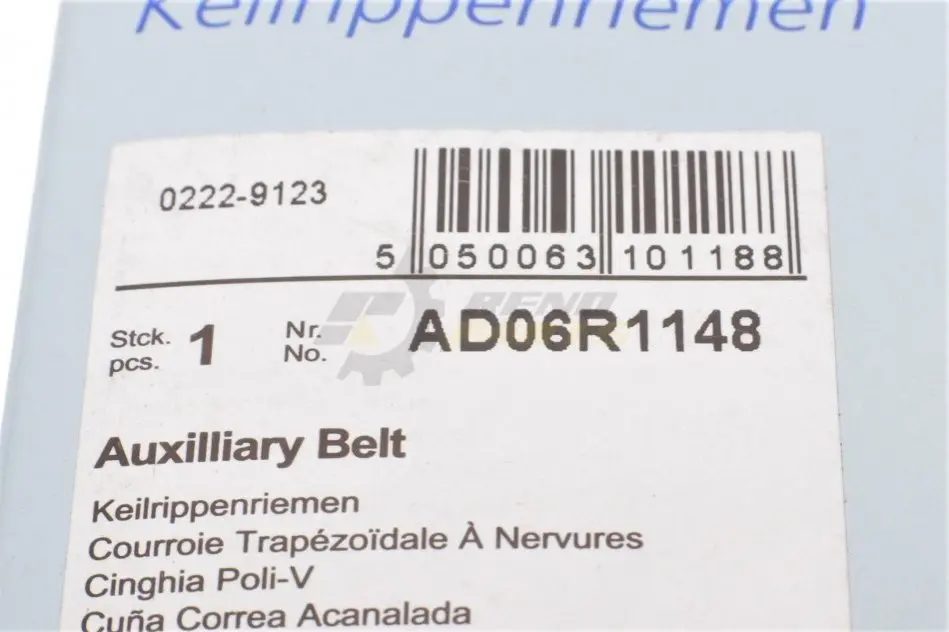 Keilrippenriemen
0222-9123
5 050063 101188
Stck. pcs. 1 Nr. No. AD06R1148
Auxilliary Belt
Keilrippenriemen
Courroie Trapézoïdale À Nervures
Cinghia Poli-V
Cuña Correa Acanalada